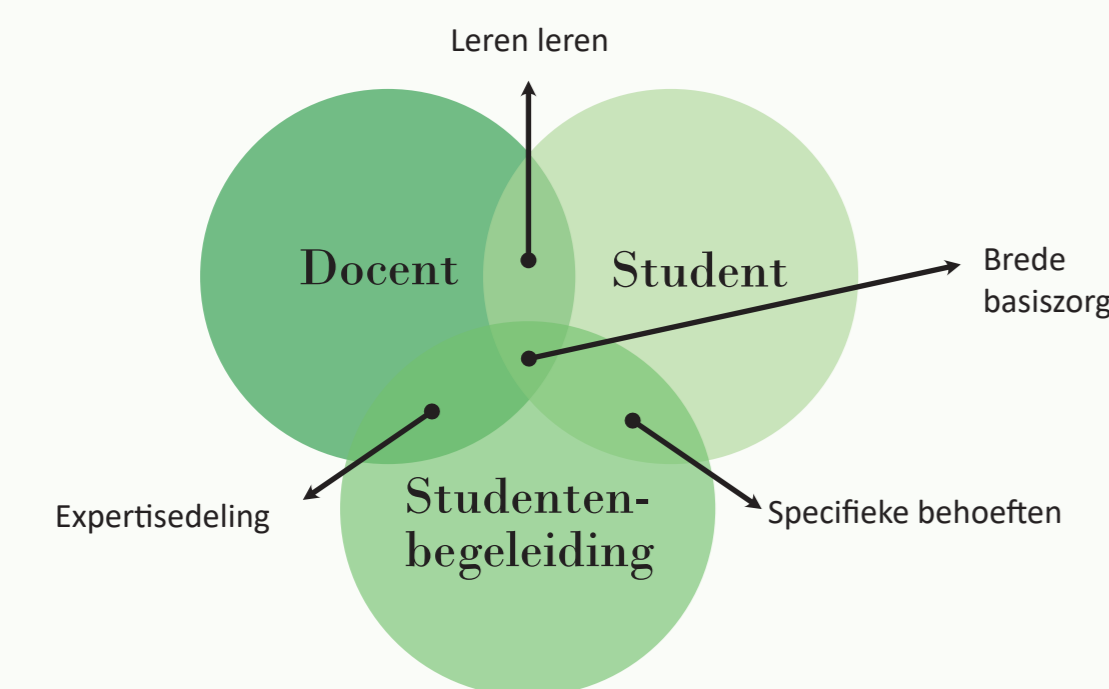 Leren leren
Docent
Student
Brede
basiszorg
Expertisedeling
Studenten-
begeleiding
Specifieke behoeften